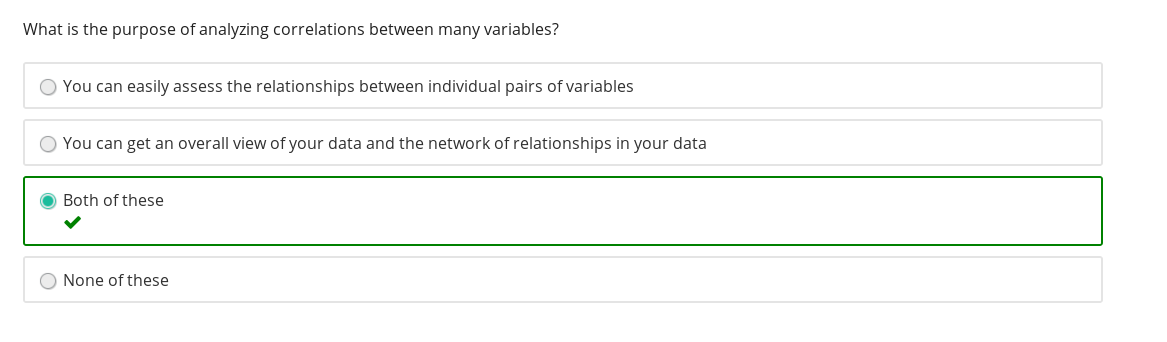 What is the purpose of analyzing correlations between many variables?
You can easily assess the relationships between individual pairs of variables
You can get an overall view of your data and the network of relationships in your data
Both of these
None of these